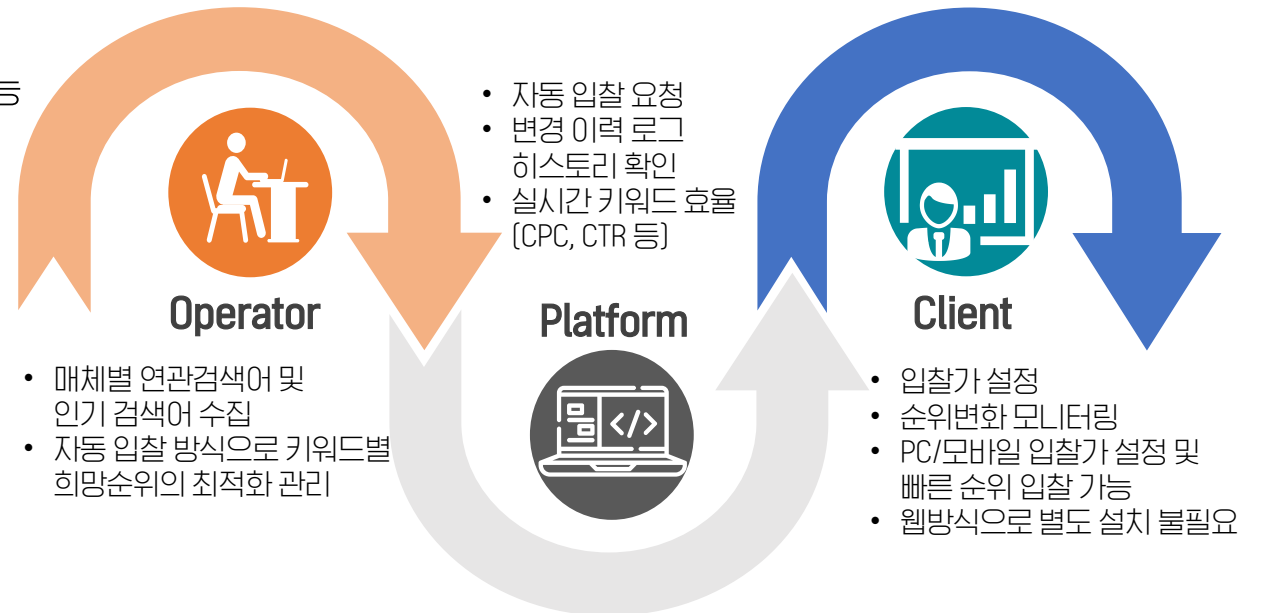 등
Operator
• 매체별 연관검색어 및
인기 검색어 수집
• 자동 입찰 방식으로 키워드별
희망순위의 최적화 관리
• 자동 입찰 요청
• 변경 이력 로그
히스토리 확인
• 실시간 키워드 효율
(CPC, CTR 등)
Platform
</>
Client
• 입찰가 설정
• 순위변화 모니터링
• PC/모바일 입찰가 설정 및
빠른 순위 입찰 가능
• 웹방식으로 별도 설치 불필요